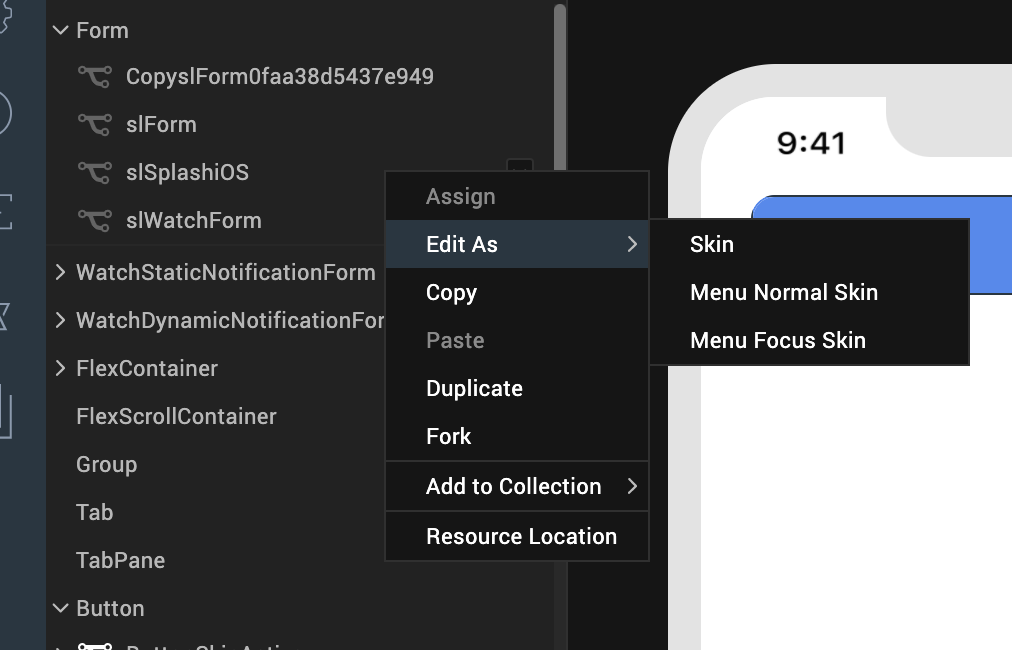 Form
CopyslForm0faa38d5437e949
slForm
slSplashiOS
slWatchForm
WatchStaticNotificationForm
WatchDynamicNotificationFor
FlexContainer
FlexScrollContainer
Group
Tab
TabPane
Button
Assign
Edit As
Copy
Paste
Duplicate
Fork
Add to Collection
Resource Location
Skin
Menu Normal Skin
Menu Focus Skin
9:41